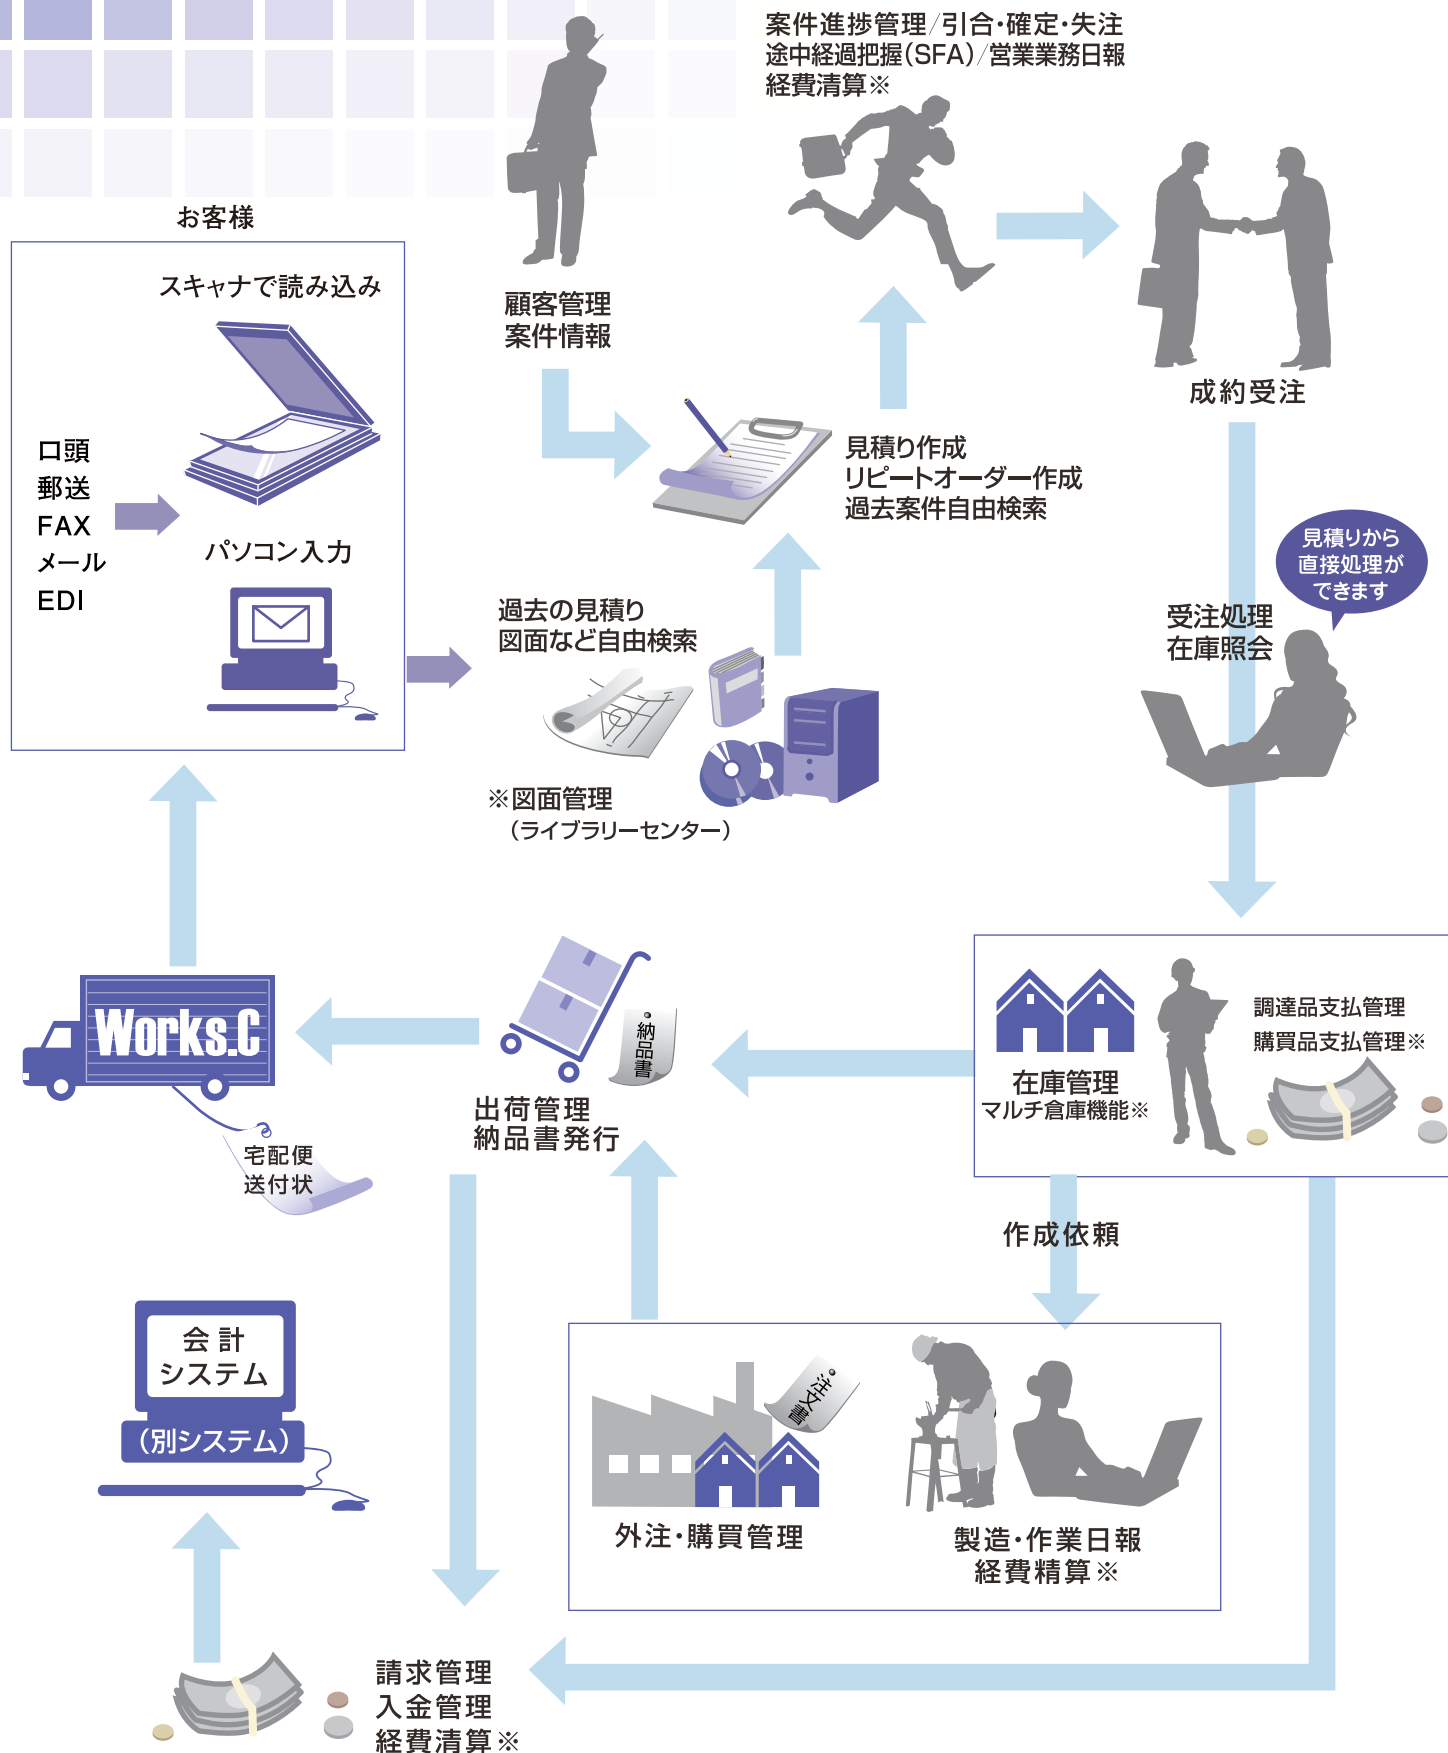 案件進捗管理/引合・確定・失注
途中経過把握(SFA)/営業業務日報
経費清算※
お客様
スキャナで読み込み
口頭
郵送
FAX
メール
EDI
パソコン入力
顧客管理
案件情報
見積り作成
リピートオーダー作成
過去案件自由検索
成約受注
過去の見積り
図面など自由検索
※図面管理
(ライブラリーセンター)
見積りから
直接処理が
できます
受注処理
在庫照会
調達品支払管理
購買品支払管理※
在庫管理
マルチ倉庫機能※
納品書
出荷管理
納品書発行
Works.C
宅配便
送付状
作成依頼
会計
システム
(別システム)
注文書
外注・購買管理
製造・作業日報
経費精算※
請求管理
入金管理
経費清算※